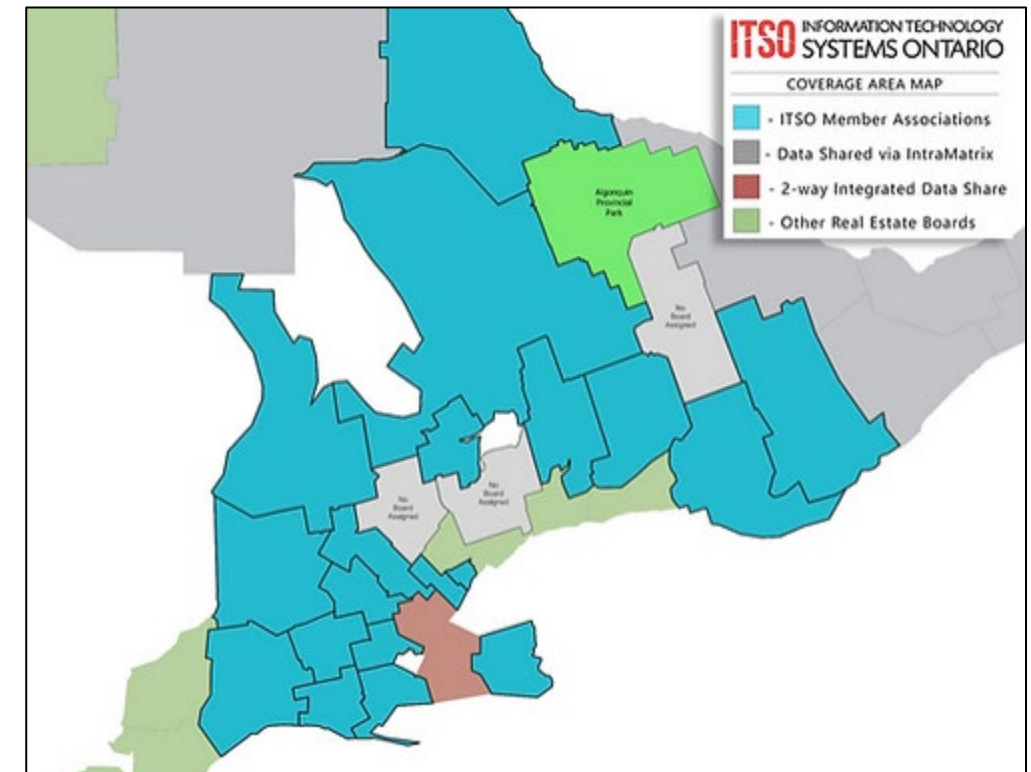 ITSO INFORMATION TECHNOLOGY
SYSTEMS ONTARIO
COVERAGE AREA MAP
- ITSO Member Associations
- Data Shared via IntraMatrix
- 2-way Integrated Data Share
- Other Real Estate Boards
Algonquin
Provincial
Park
No
Board
Assigned
No
Board
Assigned
No
Board
Assigned